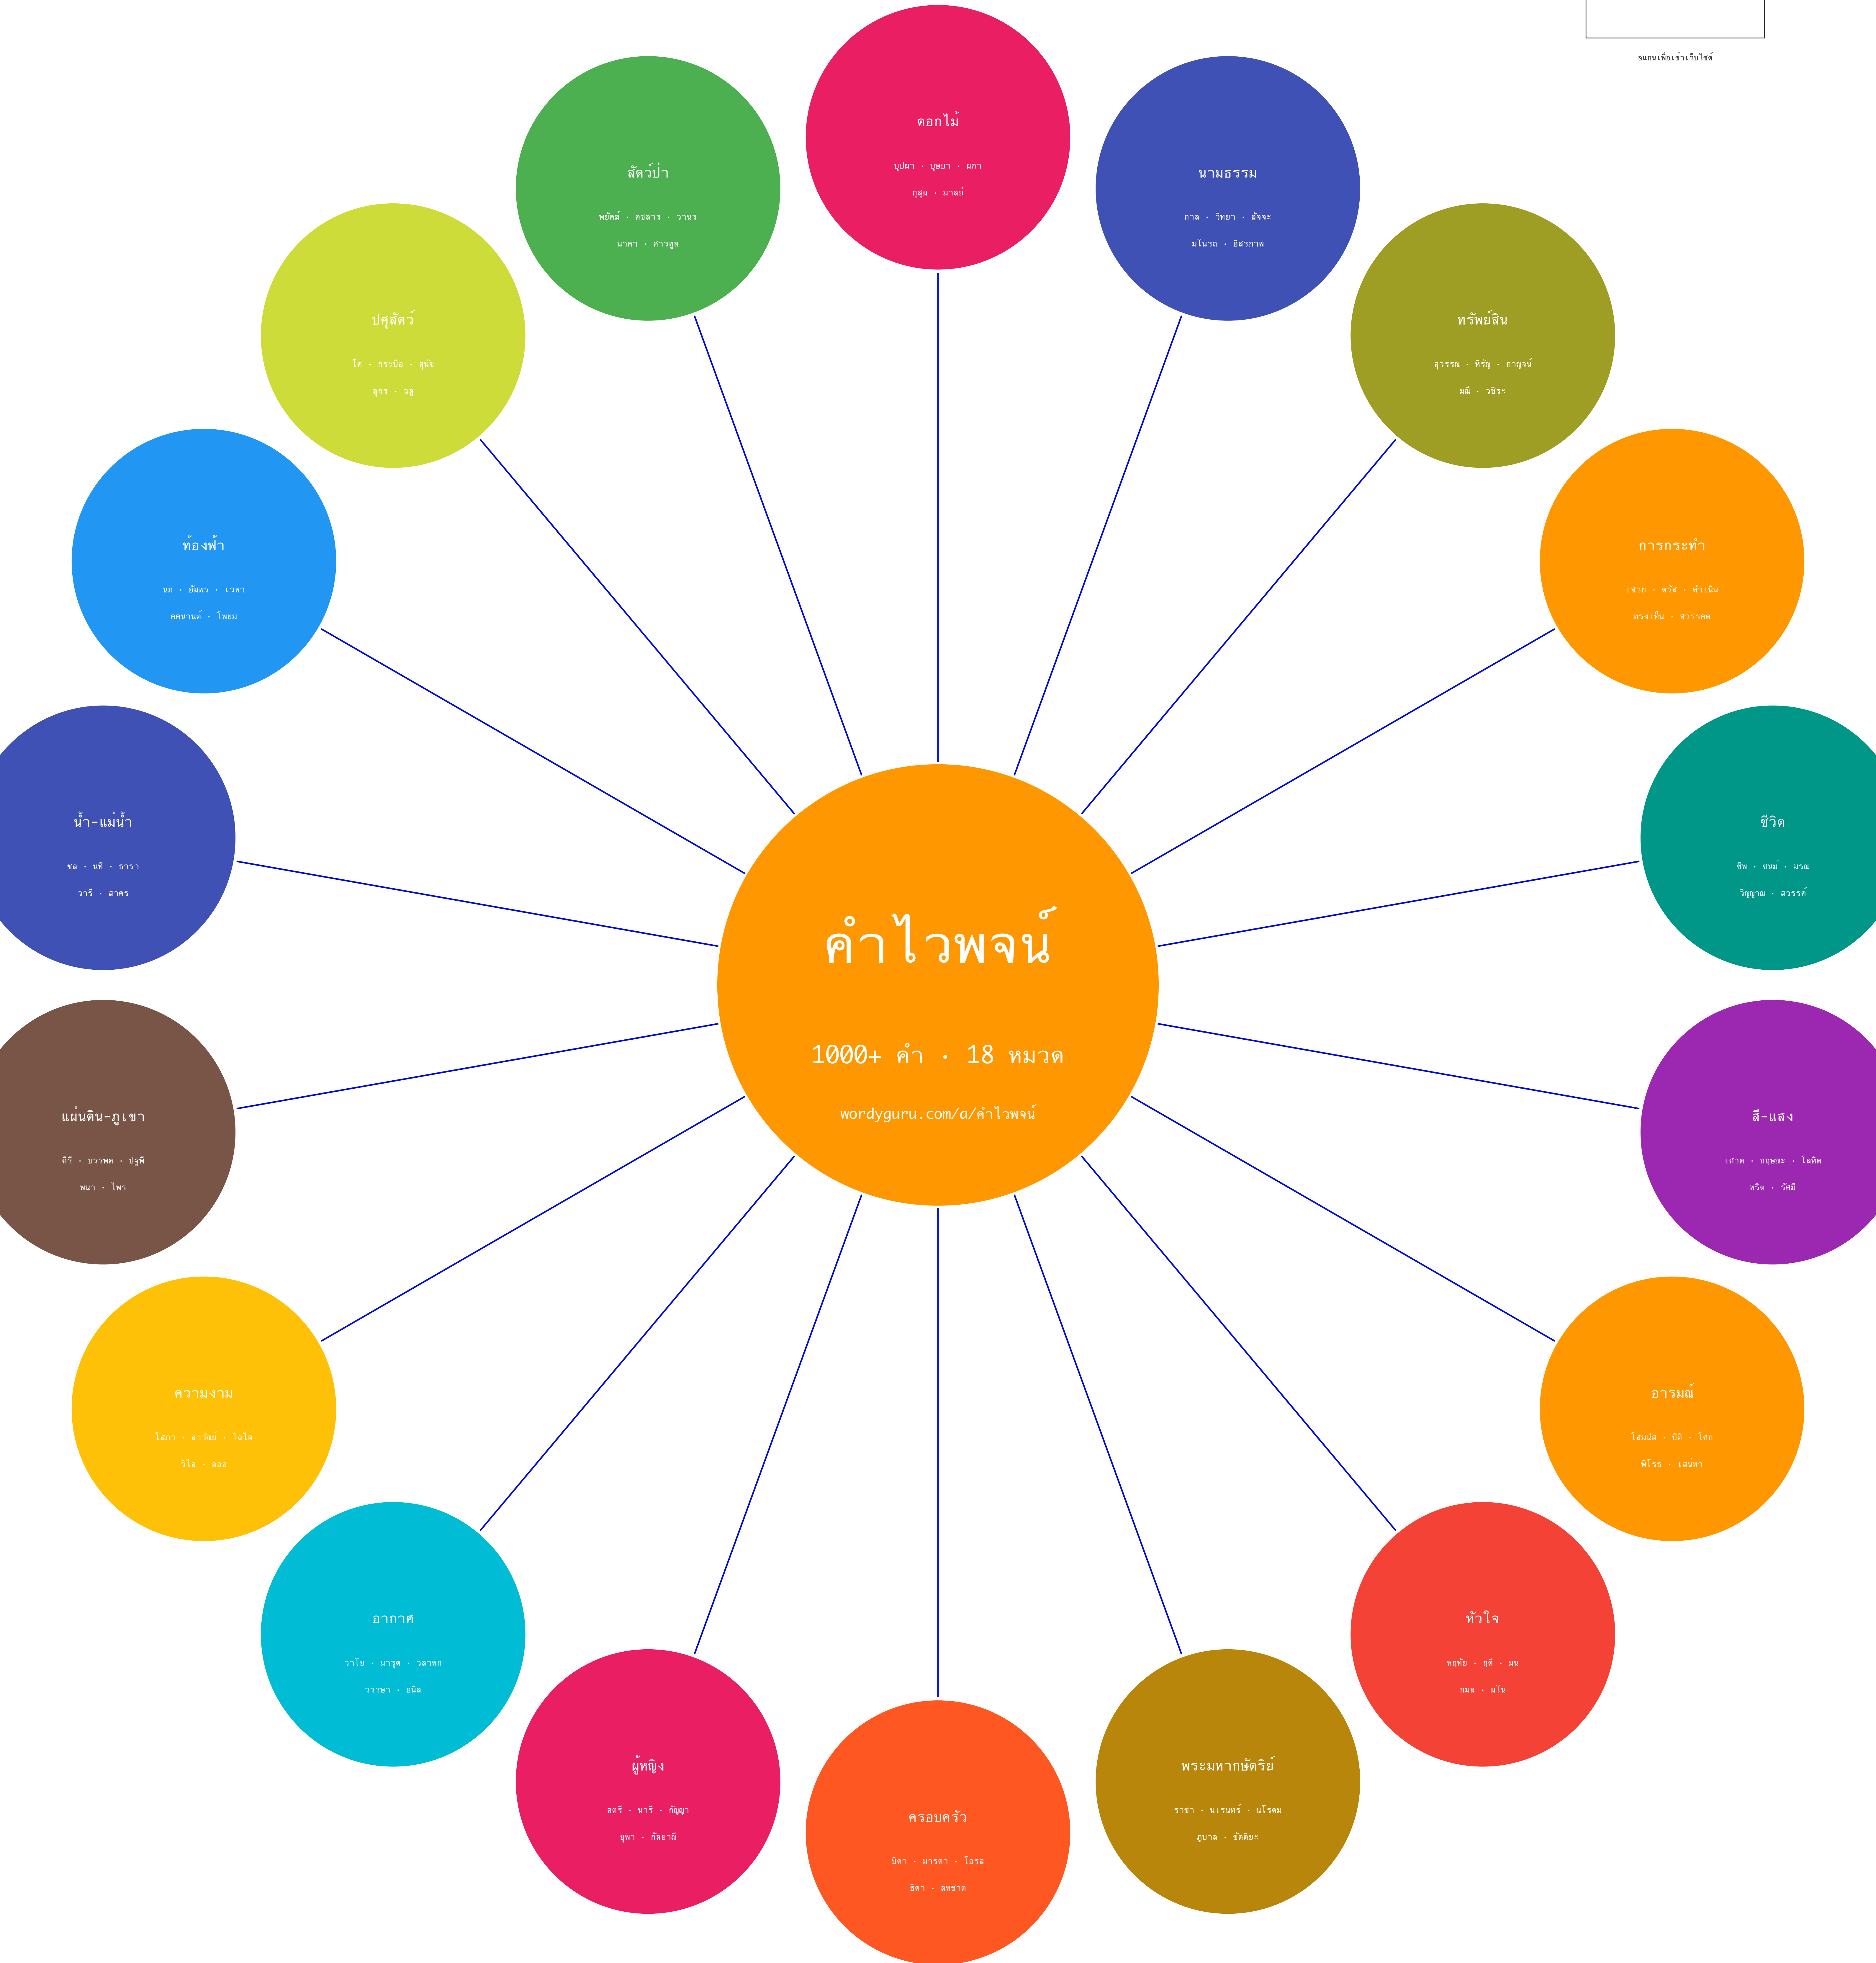 สแกนเพื่อเข้าเว็บไซต์
ดอกไม้
บุปผา · บุษบา · ผกา
กุสุม · มาลย์
นามธรรม
กาล · วิทยา · สัจจะ
มโนรถ · อิสรภาพ
ทรัพย์สิน
สุวรรณ · หิรัญ · กาญจน์
มณี · วชิระ
การกระทำ
เสวย · ตรัส · ดำเนิน
ทรงเห็น · สวรรคต
ชีวิต
ชีพ · ชนม์ · มรณ
วิญญาณ · สวรรค์
สี-แสง
เศวต · กฤษณะ · โลหิต
หริต · รัศมี
อารมณ์
โสมนัส · ปีติ · โศก
พิโรธ · เสน่หา
หัวใจ
หฤทัย · ฤดี · มน
กมล · มโน
พระมหากษัตริย์
ราชา · นเรนทร์ · นโรดม
ภูบาล · ขัตติยะ
ครอบครัว
บิดา · มารดา · โอรส
ธิดา · สหชาต
ผู้หญิง
สตรี · นารี · กัญญา
ยุพา · กัลยาณี
อากาศ
วาโย · มารุต · วลาหก
วรรษา · อนิล
ความงาม
โสภา · ลาวัณย์ · ไฉไล
วิไล · ลออ
แผ่นดิน-ภูเขา
คีรี · บรรพต · ปฐพี
พนา · ไพร
น้ำ-แม่น้ำ
ชล · นที · ธารา
วารี · สาคร
ท้องฟ้า
นภ · อัมพร · เวหา
คคนานต์ · โพยม
ปศุสัตว์
โค · กระบือ · สุนัข
สุกร · ฉลู
สัตว์ป่า
พยัคฆ์ · คชสาร · วานร
นาคา · ศารทูล
คำไวพจน์
1000+ คำ · 18 หมวด
wordyguru.com/a/คำไวพจน์